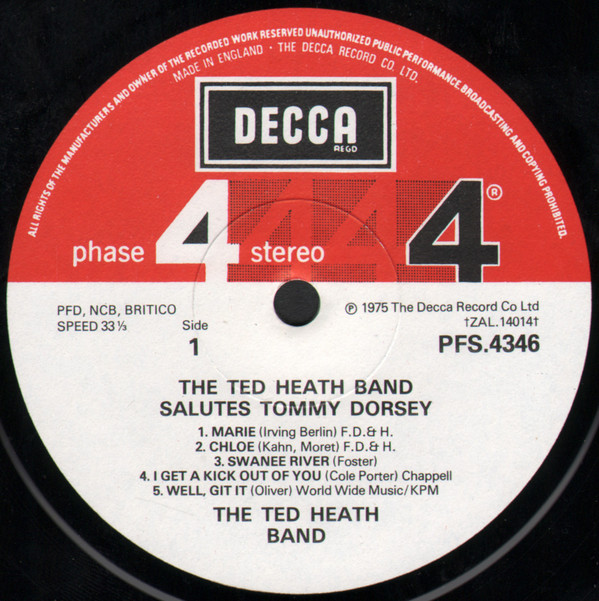 ALL RIGHTS OF THE MANUFACTURERS AND OWNER OF THE RECORDED WORK RESERVED UNAUTHORIZED PUBLIC PERFORMANCE, BROADCASTING AND COPYING PROHIBITED.
MADE IN ENGLAND · THE DECCA RECORD CO. LTD.
DECCA
REGD
phase 4 stereo 4 4 4 ®
PFD, NCB, BRITICO
SPEED 33⅓
Side
1
℗ 1975 The Decca Record Co Ltd
†ZAL.14014†
PFS.4346
THE TED HEATH BAND
SALUTES TOMMY DORSEY
1. MARIE (Irving Berlin) F.D.& H.
2. CHLOE (Kahn, Moret) F.D.& H.
3. SWANEE RIVER (Foster)
4. I GET A KICK OUT OF YOU (Cole Porter) Chappell
5. WELL, GIT IT (Oliver) World Wide Music/KPM
THE TED HEATH
BAND